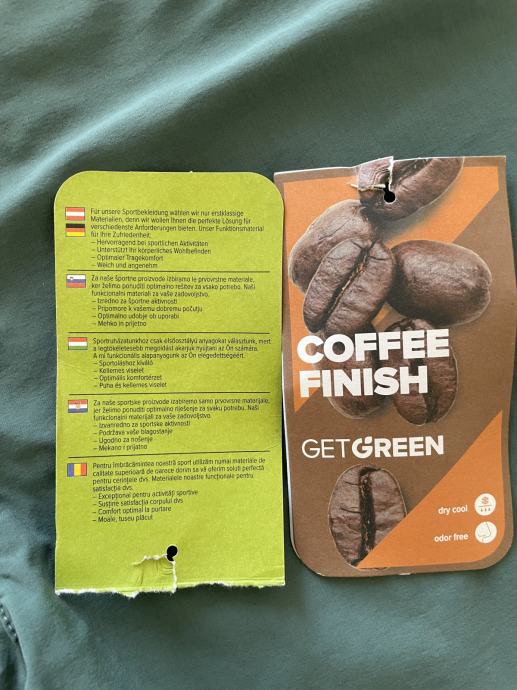 Für unsere Sportbekleidung wählen wir nur erstklassige
Materialien, denn wir wollen Ihnen die perfekte Lösung für
verschiedenste Anforderungen bieten. Unser Funktionsmaterial
für Ihre Zufriedenheit:
– Hervorragend bei sportlichen Aktivitäten
– Unterstützt Ihr körperliches Wohlbefinden
– Optimaler Tragekomfort
– Weich und angenehm
Za naše športne proizvode izbiramo le prvovrstne materiale,
ker želimo ponuditi optimalno rešitev za vsako potrebo. Naši
funkcionalni materiali za vaše zadovoljstvo.
– Izredno za športne aktivnosti
– Pripomore k vašemu dobremu počutju
– Optimalno udobje ob uporabi
– Mehko in prijetno
Sportruházatunkhoz csak elsőosztályú anyagokat választunk, mert
a legtökéletesebb megoldást akarjuk nyújtani az Ön számára.
A mi funkcionális alapanyagunk az Ön elégedettségéért.
– Sportoláshoz kiváló
– Kellemes viselet
– Optimális komfortérzet
– Puha és kellemes viselet
Za naše sportske proizvode izabiremo samo prvovrsne materijale,
jer želimo ponuditi optimalno riješenje za svaku potrebu. Naši
funkcionalni materijali za vaše zadovoljstvo.
– Izvanredno za sportske aktivnosti
– Podržava vaše blagostanje
– Ugodno za nošenje
– Mekano i prijatno
Pentru îmbrăcămintea noastră sport utilizăm numai materiale de
calitate superioară de oarece dorim sa vă oferim soluti perfectă
pentru cerințele dvs. Materialele noastre funcționale pentru
satisfacția dvs.
– Excepțional pentru activități sportive
– Susține satisfacția corpului dvs
– Comfort optimal la purtare
– Moale, tuseu plăcut
COFFEE
FINISH
GETGREEN
dry cool
odor free